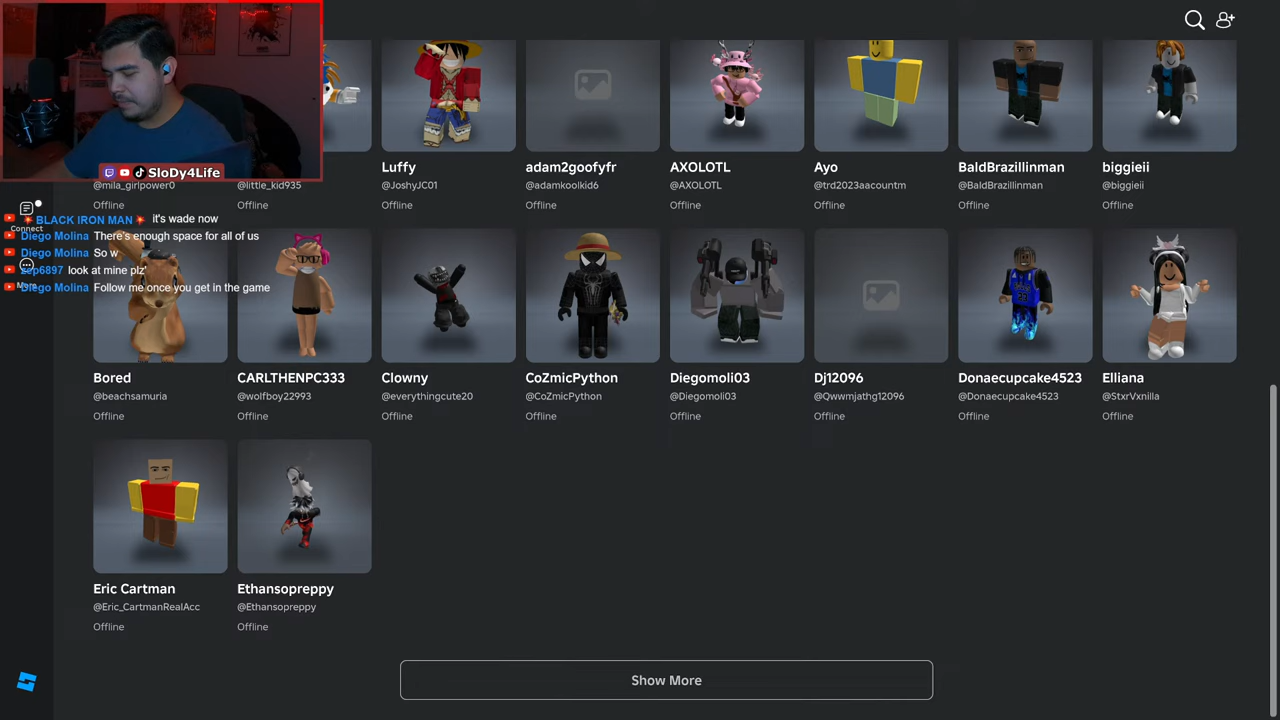 SloDy4Life
Luffy
adam2goofyfr
AXOLOTL
Ayo
BaldBrazillinman
biggieii
@mila_girlpower0
@little_kid935
@JoshyJC01
@adamkoolkid6
@AXOLOTL
@trd2023aacountm
@BaldBrazillinman
@biggieii
Offline
Offline
Offline
Offline
Offline
Offline
Offline
Offline
Connect
BLACK IRON MAN it's wade now
Diego Molina There's enough space for all of us
Diego Molina So w
zep6897 look at mine plz'
Diego Molina Follow me once you get in the game
Bored
CARLTHENPC333
Clowny
CoZmicPython
Diegomoli03
Dj12096
Donaecupcake4523
Elliana
@beachsamuria
@wolfboy22993
@everythingcute20
@CoZmicPython
@Diegomoli03
@Qwwmjathg12096
@Donaecupcake4523
@StxrVxnilla
Offline
Offline
Offline
Offline
Offline
Offline
Offline
Offline
Eric Cartman
Ethansopreppy
@Eric_CartmanRealAcc
@Ethansopreppy
Offline
Offline
Show More